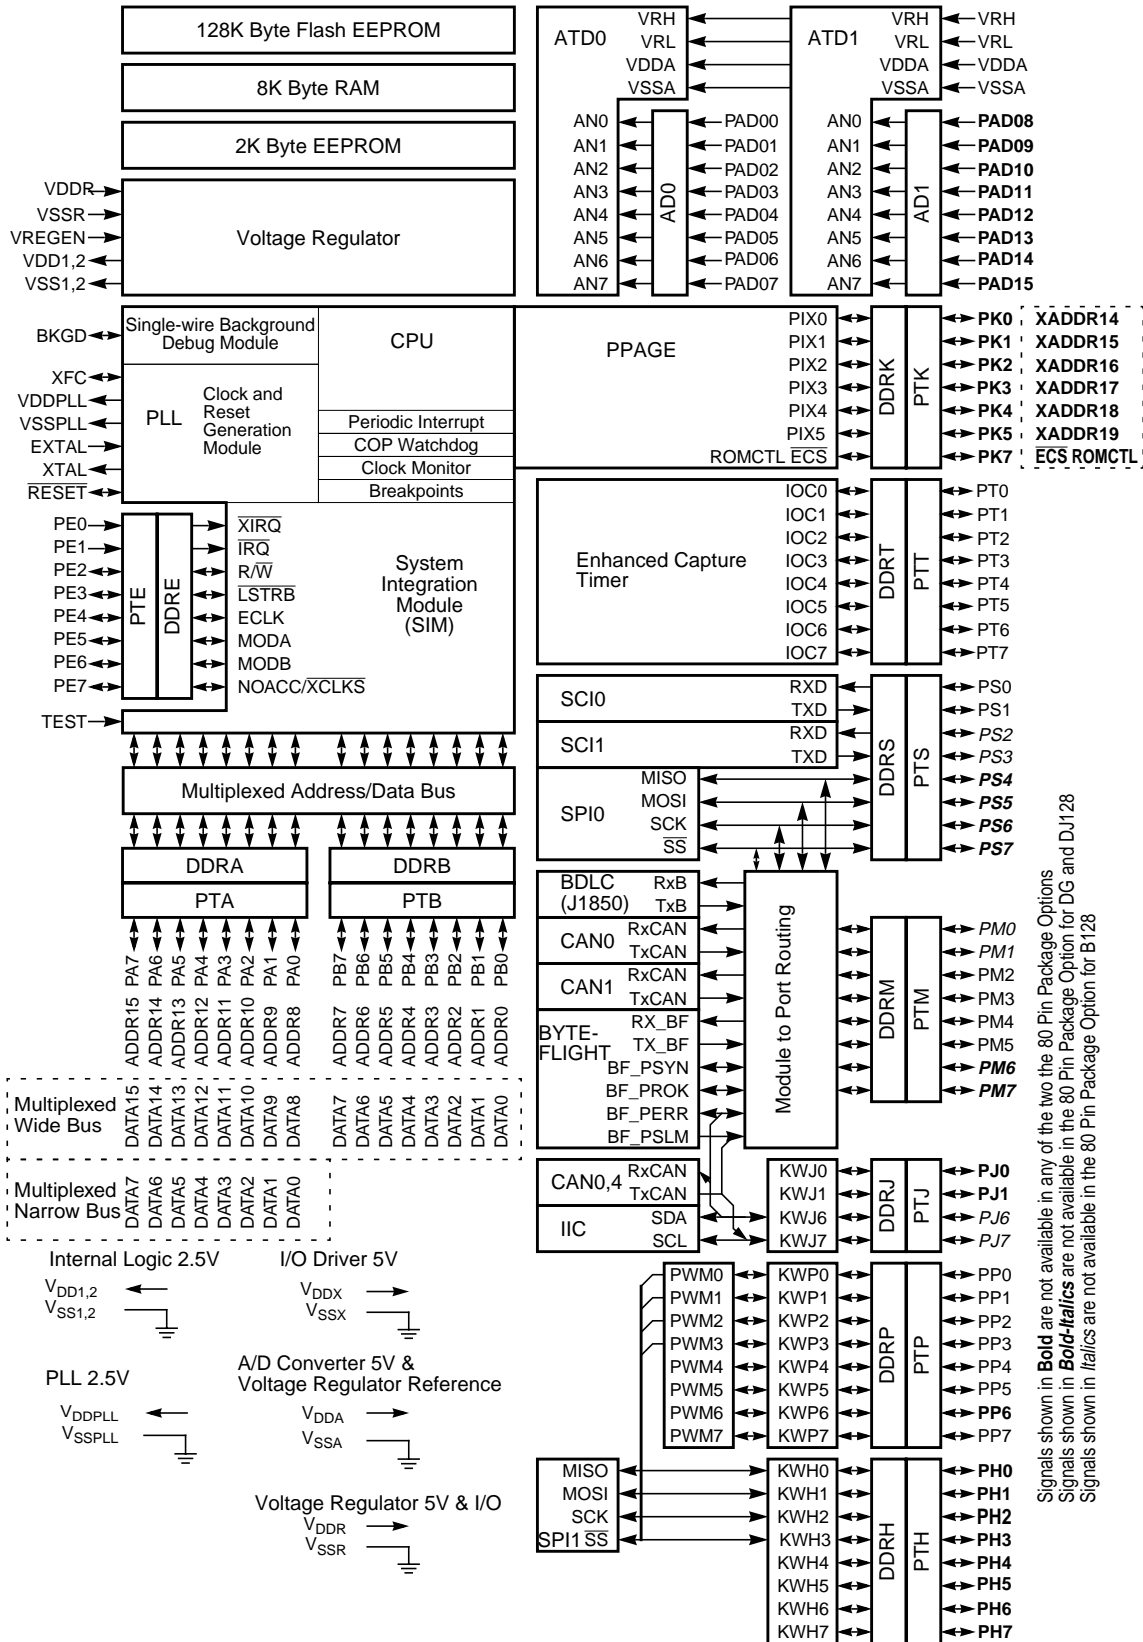 128K Byte Flash EEPROM
8K Byte RAM
2K Byte EEPROM
VDDR
VSSR
VREGEN
VDD1,2
VSS1,2
Voltage Regulator
ATD0
VRH
VRL
VDDA
VSSA
AN0
AN1
AN2
AN3
AN4
AN5
AN6
AN7
AD0
PAD00
PAD01
PAD02
PAD03
PAD04
PAD05
PAD06
PAD07
ATD1
VRH
VRL
VDDA
VSSA
AN0
AN1
AN2
AN3
AN4
AN5
AN6
AN7
AD1
VRH
VRL
VDDA
VSSA
PAD08
PAD09
PAD10
PAD11
PAD12
PAD13
PAD14
PAD15
BKGD
XFC
VDDPLL
VSSPLL
EXTAL
XTAL
RESET
Single-wire Background
Debug Module
CPU
PLL
Clock and
Reset
Generation
Module
Periodic Interrupt
COP Watchdog
Clock Monitor
Breakpoints
PPAGE
PIX0
PIX1
PIX2
PIX3
PIX4
PIX5
ROMCTL ECS
DDRK
PTK
PK0 XADDR14
PK1 XADDR15
PK2 XADDR16
PK3 XADDR17
PK4 XADDR18
PK5 XADDR19
PK7 ECS ROMCTL
PE0
PE1
PE2
PE3
PE4
PE5
PE6
PE7
TEST
PTE
DDRE
XIRQ
IRQ
R/W
LSTRB
ECLK
MODA
MODB
NOACC/XCLKS
System
Integration
Module
(SIM)
Enhanced Capture
Timer
IOC0
IOC1
IOC2
IOC3
IOC4
IOC5
IOC6
IOC7
DDRT
PTT
PT0
PT1
PT2
PT3
PT4
PT5
PT6
PT7
SCI0
RXD
TXD
SCI1
RXD
TXD
SPI0
MISO
MOSI
SCK
SS
DDRS
PTS
PS0
PS1
PS2
PS3
PS4
PS5
PS6
PS7
Multiplexed Address/Data Bus
DDRA
PTA
DDRB
PTB
PA7
PA6
PA5
PA4
PA3
PA2
PA1
PA0
PB7
PB6
PB5
PB4
PB3
PB2
PB1
PB0
ADDR15
ADDR14
ADDR13
ADDR12
ADDR11
ADDR10
ADDR9
ADDR8
ADDR7
ADDR6
ADDR5
ADDR4
ADDR3
ADDR2
ADDR1
ADDR0
Multiplexed
Wide Bus
DATA15
DATA14
DATA13
DATA12
DATA11
DATA10
DATA9
DATA8
DATA7
DATA6
DATA5
DATA4
DATA3
DATA2
DATA1
DATA0
Multiplexed
Narrow Bus
DATA7
DATA6
DATA5
DATA4
DATA3
DATA2
DATA1
DATA0
BDLC
(J1850)
RxB
TxB
CAN0
RxCAN
TxCAN
CAN1
RxCAN
TxCAN
BYTE-
FLIGHT
RX_BF
TX_BF
BF_PSYN
BF_PROK
BF_PERR
BF_PSLM
Module to Port Routing
DDRM
PTM
PM0
PM1
PM2
PM3
PM4
PM5
PM6
PM7
CAN0,4
RxCAN
TxCAN
IIC
SDA
SCL
KWJ0
KWJ1
KWJ6
KWJ7
DDRJ
PTJ
PJ0
PJ1
PJ6
PJ7
PWM0
PWM1
PWM2
PWM3
PWM4
PWM5
PWM6
PWM7
KWP0
KWP1
KWP2
KWP3
KWP4
KWP5
KWP6
KWP7
DDRP
PTP
PP0
PP1
PP2
PP3
PP4
PP5
PP6
PP7
MISO
MOSI
SCK
SPI1 SS
KWH0
KWH1
KWH2
KWH3
KWH4
KWH5
KWH6
KWH7
DDRH
PTH
PH0
PH1
PH2
PH3
PH4
PH5
PH6
PH7
Internal Logic 2.5V
VDD1,2
VSS1,2
I/O Driver 5V
VDDX
VSSX
PLL 2.5V
VDDPLL
VSSPLL
A/D Converter 5V &
Voltage Regulator Reference
VDDA
VSSA
Voltage Regulator 5V & I/O
VDDR
VSSR
Signals shown in Bold are not available in any of the two the 80 Pin Package Options
Signals shown in Bold-Italics are not available in the 80 Pin Package Option for DG and DJ128
Signals shown in Italics are not available in the 80 Pin Package Option for B128